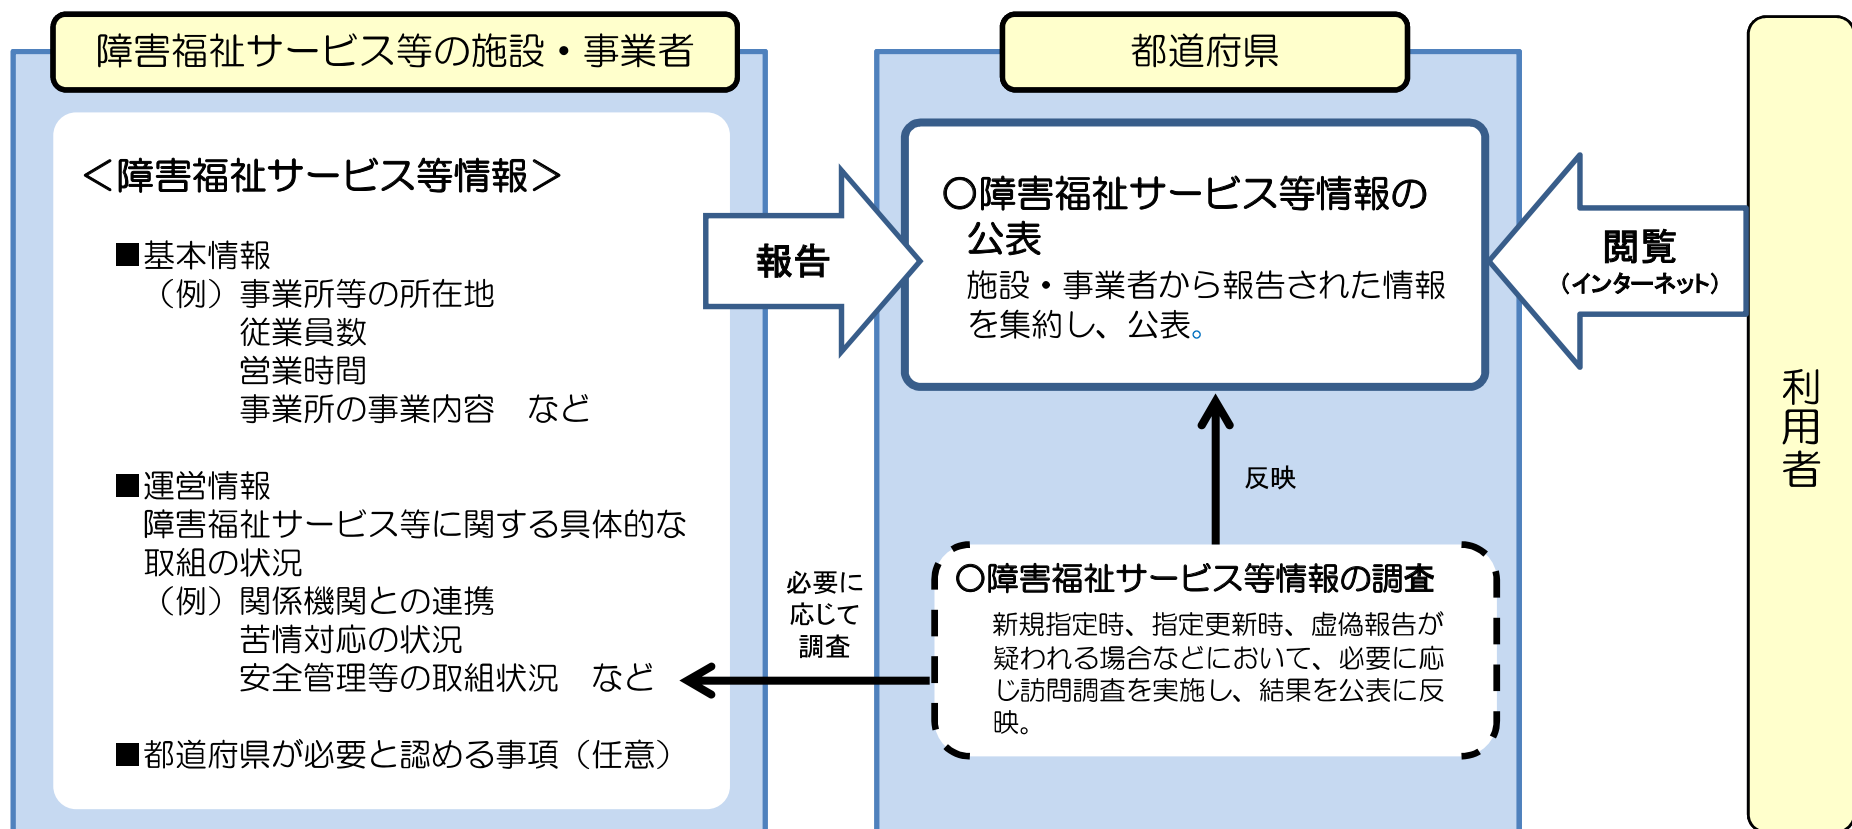 障害福祉サービス等の施設・事業者
＜障害福祉サービス等情報＞
■基本情報
（例）事業所等の所在地
従業員数
営業時間
事業所の事業内容　など
■運営情報
障害福祉サービス等に関する具体的な
取組の状況
（例）関係機関との連携
苦情対応の状況
安全管理等の取組状況　など
■都道府県が必要と認める事項（任意）
報告
必要に
応じて
調査
都道府県
○障害福祉サービス等情報の
公表
施設・事業者から報告された情報
を集約し、公表。
反映
○障害福祉サービス等情報の調査
新規指定時、指定更新時、虚偽報告が
疑われる場合などにおいて、必要に応
じ訪問調査を実施し、結果を公表に反
映。
閲覧
（インターネット）
利用者